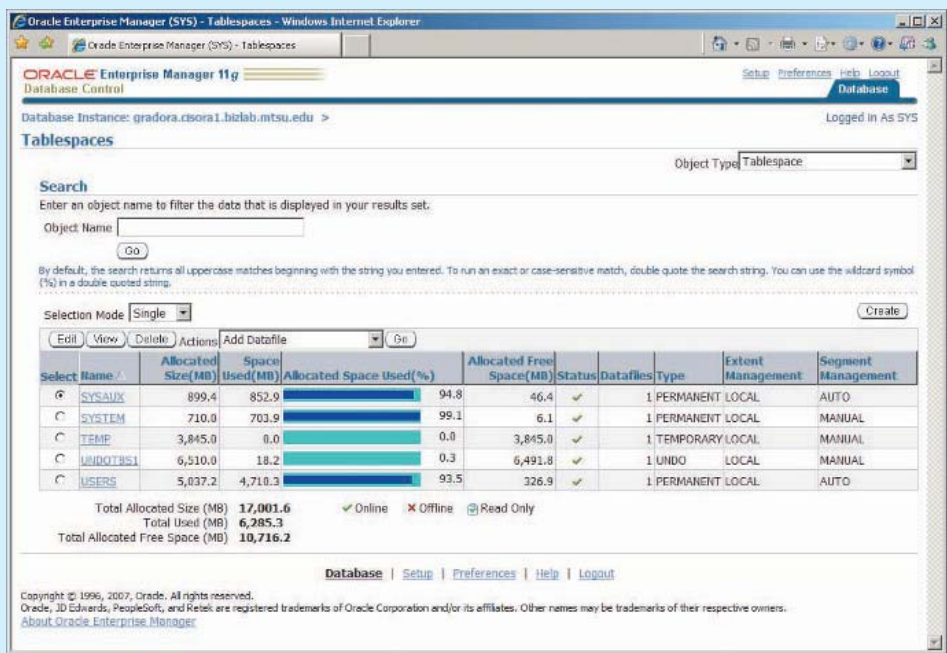 Oracle Enterprise Manager (SYS) - Tablespaces - Windows Internet Explorer
Oracle Enterprise Manager (SYS) - Tablespaces
ORACLE Enterprise Manager 11g
Database Control
Setup Preferences Help Logout
Database
Database Instance: gradora.cisora1.bizlab.mtsu.edu >
Logged in As SYS
Tablespaces
Object Type Tablespace
Search
Enter an object name to filter the data that is displayed in your results set.
Object Name
Go
By default, the search returns all uppercase matches beginning with the string you entered. To run an exact or case-sensitive match, double quote the search string. You can use the wildcard symbol
(%) in a double quoted string.
Selection Mode Single
Create
Edit View Delete Actions Add Datafile Go
Select Name Allocated Size(MB) Space Used(MB) Allocated Space Used(%) Allocated Free Space(MB) Status Datafiles Type Extent Management Segment Management
SYSAUX 899.4 852.9 94.8 46.4 1 PERMANENT LOCAL AUTO
SYSTEM 710.0 703.9 99.1 6.1 1 PERMANENT LOCAL MANUAL
TEMP 3,845.0 0.0 0.0 3,845.0 1 TEMPORARY LOCAL MANUAL
UNDOTBS1 6,510.0 18.2 0.3 6,491.8 1 UNDO LOCAL MANUAL
USERS 5,037.2 4,710.3 93.5 326.9 1 PERMANENT LOCAL AUTO
Total Allocated Size (MB) 17,001.6 Online Offline Read Only
Total Used (MB) 6,285.3
Total Allocated Free Space (MB) 10,716.2
Database | Setup | Preferences | Help | Logout
Copyright © 1996, 2007, Oracle. All rights reserved.
Oracle, JD Edwards, PeopleSoft, and Retek are registered trademarks of Oracle Corporation and/or its affiliates. Other names may be trademarks of their respective owners.
About Oracle Enterprise Manager